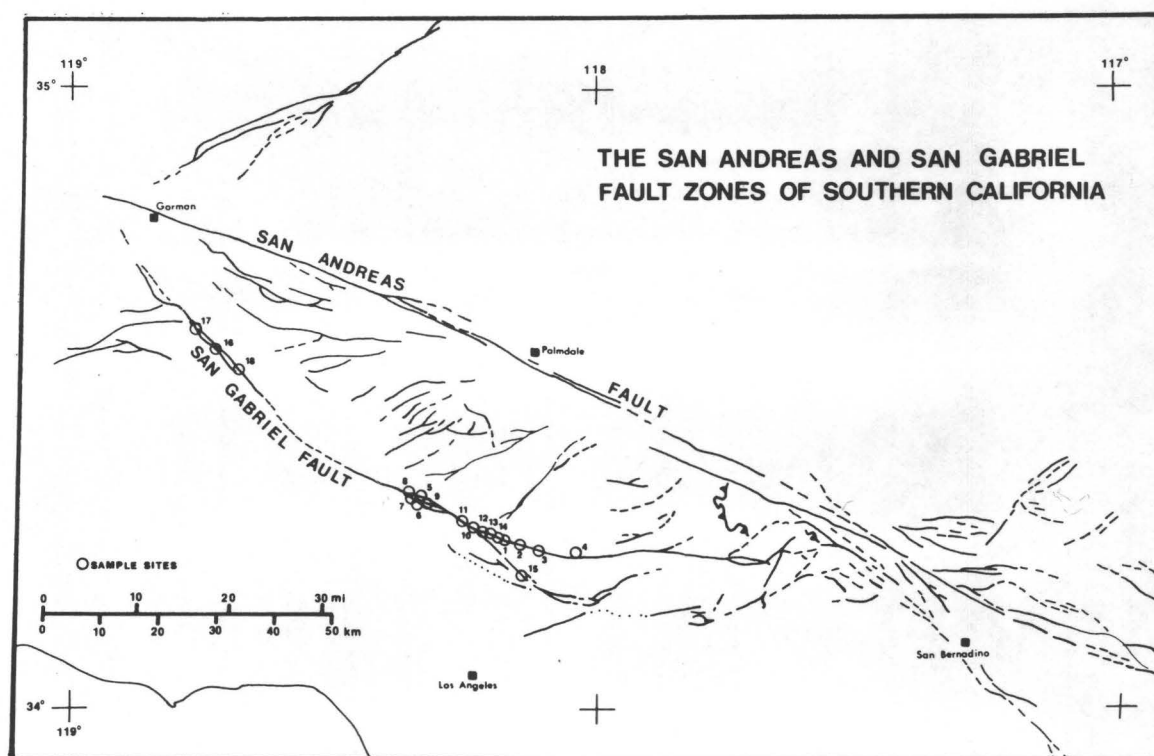 119°
118
117°
35°
THE SAN ANDREAS AND SAN GABRIEL
FAULT ZONES OF SOUTHERN CALIFORNIA
Gorman
SAN ANDREAS
FAULT
17
16
18
Palmdale
SAN GABRIEL FAULT
8
5
9
7
6
11
12
13
14
10
1
2
3
4
15
SAMPLE SITES
0 10 20 30 mi
0 10 20 30 40 50 km
San Bernadino
Los Angeles
34°
119°